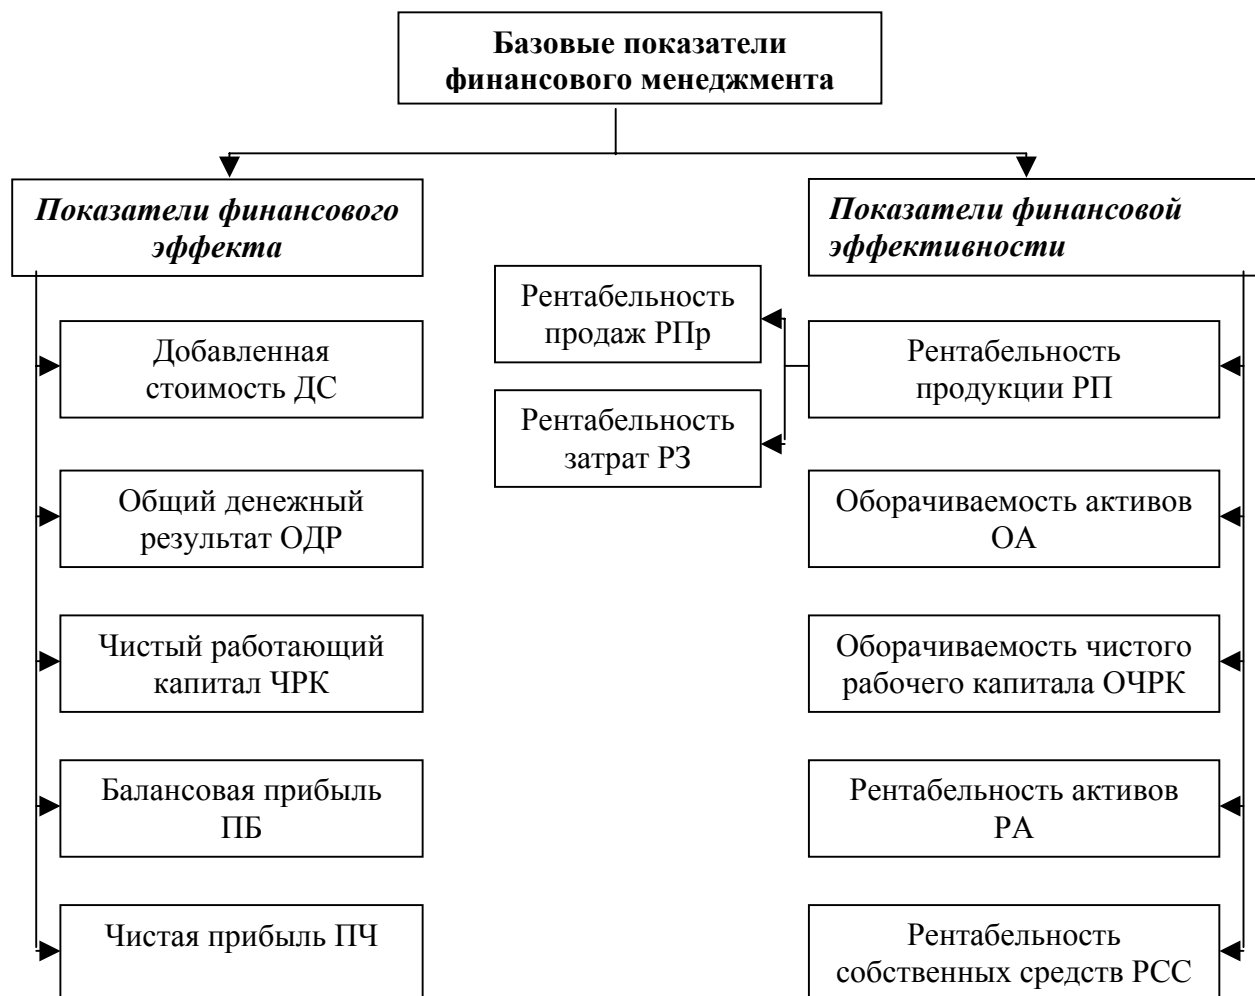 Базовые показатели
финансового менеджмента
Показатели финансового
эффекта
Показатели финансовой
эффективности
Рентабельность
продаж РПр
Добавленная
стоимость ДС
Рентабельность
продукции РП
Рентабельность
затрат РЗ
Общий денежный
результат ОДР
Оборачиваемость активов
ОА
Чистый работающий
капитал ЧРК
Оборачиваемость чистого
рабочего капитала ОЧРК
Балансовая прибыль
ПБ
Рентабельность активов
РА
Чистая прибыль ПЧ
Рентабельность
собственных средств РСС